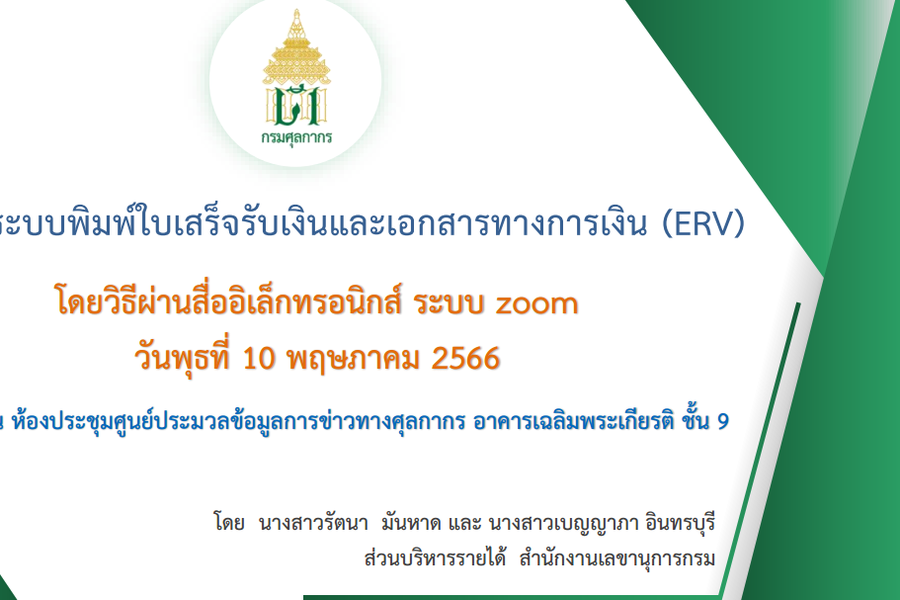 กรมศุลกากร
ระบบพิมพ์ใบเสร็จรับเงินและเอกสารทางการเงิน (ERV)
โดยวิธีผ่านสื่ออิเล็กทรอนิกส์ ระบบ zoom
วันพุธที่ 10 พฤษภาคม 2566
ห้องประชุมศูนย์ประมวลข้อมูลการข่าวทางศุลกากร อาคารเฉลิมพระเกียรติ ชั้น 9
โดย นางสาวรัตนา มันหาด และ นางสาวเบญญาภา อินทรบุรี
ส่วนบริหารรายได้ สำนักงานเลขานุการกรม